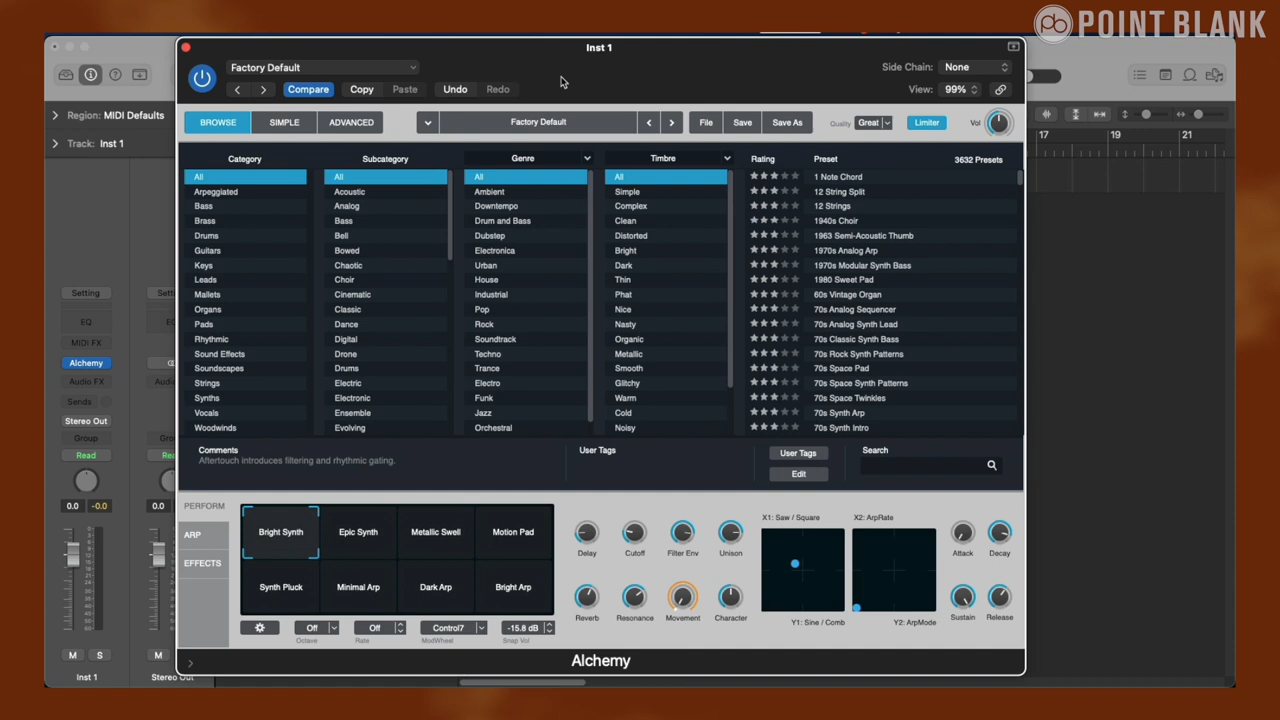 POINT BLANK
Inst 1
Factory Default
Side Chain: None
Compare Copy Paste Undo Redo
View: 99%
Region: MIDI Defaults
Track: Inst 1
17 19 21
BROWSE SIMPLE ADVANCED
Factory Default
File Save Save As
Quality Great Limiter Vol
Category Subcategory Genre Timbre Rating Preset 3632 Presets
All All All All 1 Note Chord
Arpeggiated Acoustic Ambient Simple 12 String Split
Bass Analog Downtempo Complex 12 Strings
Brass Bass Drum and Bass Clean 1940s Choir
Drums Bell Dubstep Distorted 1963 Semi-Acoustic Thumb
Guitars Bowed Electronica Bright 1970s Analog Arp
Keys Chaotic Urban Dark 1970s Modular Synth Bass
Leads Choir House Thin 1980 Sweet Pad
Mallets Cinematic Industrial Phat 60s Vintage Organ
Organs Classic Pop Nice 70s Analog Sequencer
Pads Dance Rock Nasty 70s Analog Synth Lead
Rhythmic Digital Soundtrack Organic 70s Classic Synth Bass
Sound Effects Drone Techno Metallic 70s Rock Synth Patterns
Soundscapes Drums Trance Smooth 70s Space Pad
Strings Electric Electro Glitchy 70s Space Synth Patterns
Synths Electronic Funk Warm 70s Space Twinkles
Vocals Ensemble Jazz Cold 70s Synth Arp
Woodwinds Evolving Orchestral Noisy 70s Synth Intro
Comments
Aftertouch introduces filtering and rhythmic gating.
User Tags
User Tags
Edit
Search
Setting
EQ
MIDI FX
Alchemy
Audio FX
Sends
Stereo Out
Group
Read
0.0 -0.0 0.0
M S M
Inst 1 Stereo Out
PERFORM
ARP
EFFECTS
Bright Synth Epic Synth Metallic Swell Motion Pad
Synth Pluck Minimal Arp Dark Arp Bright Arp
Off Off Control7 -15.8 dB
Octave Rate ModWheel Snap Vol
Delay Cutoff Filter Env Unison
Reverb Resonance Movement Character
X1: Saw / Square X2: ArpRate
Y1: Sine / Comb Y2: ArpMode
Attack Decay
Sustain Release
Alchemy